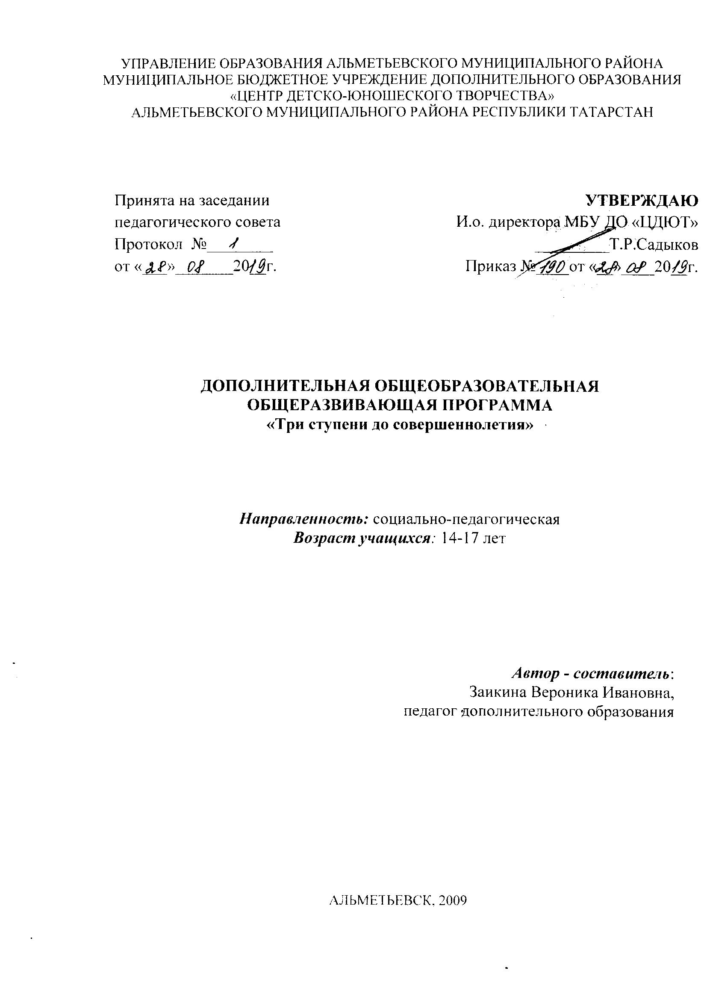 УПРАВЛЕНИЕ ОБРАЗОВАНИЯ АЛЬМЕТЬЕВСКОГО МУНИЦИПАЛЬНОГО РАЙОНА
МУНИЦИПАЛЬНОЕ БЮДЖЕТНОЕ УЧРЕЖДЕНИЕ ДОПОЛНИТЕЛЬНОГО ОБРАЗОВАНИЯ
«ЦЕНТР ДЕТСКО-ЮНОШЕСКОГО ТВОРЧЕСТВА»
АЛЬМЕТЬЕВСКОГО МУНИЦИПАЛЬНОГО РАЙОНА РЕСПУБЛИКИ ТАТАРСТАН
Принята на заседании
педагогического совета
Протокол №____1____
от «28» 08 2019г.
УТВЕРЖДАЮ
И.о. директора МБУ ДО «ЦДЮТ»
__________Т.Р.Садыков
Приказ № 190 от «28» 08 2019г.
ДОПОЛНИТЕЛЬНАЯ ОБЩЕОБРАЗОВАТЕЛЬНАЯ
ОБЩЕРАЗВИВАЮЩАЯ ПРОГРАММА
«Три ступени до совершеннолетия»
Направленность: социально-педагогическая
Возраст учащихся: 14-17 лет
Автор - составитель:
Заикина Вероника Ивановна,
педагог дополнительного образования
АЛЬМЕТЬЕВСК, 2009